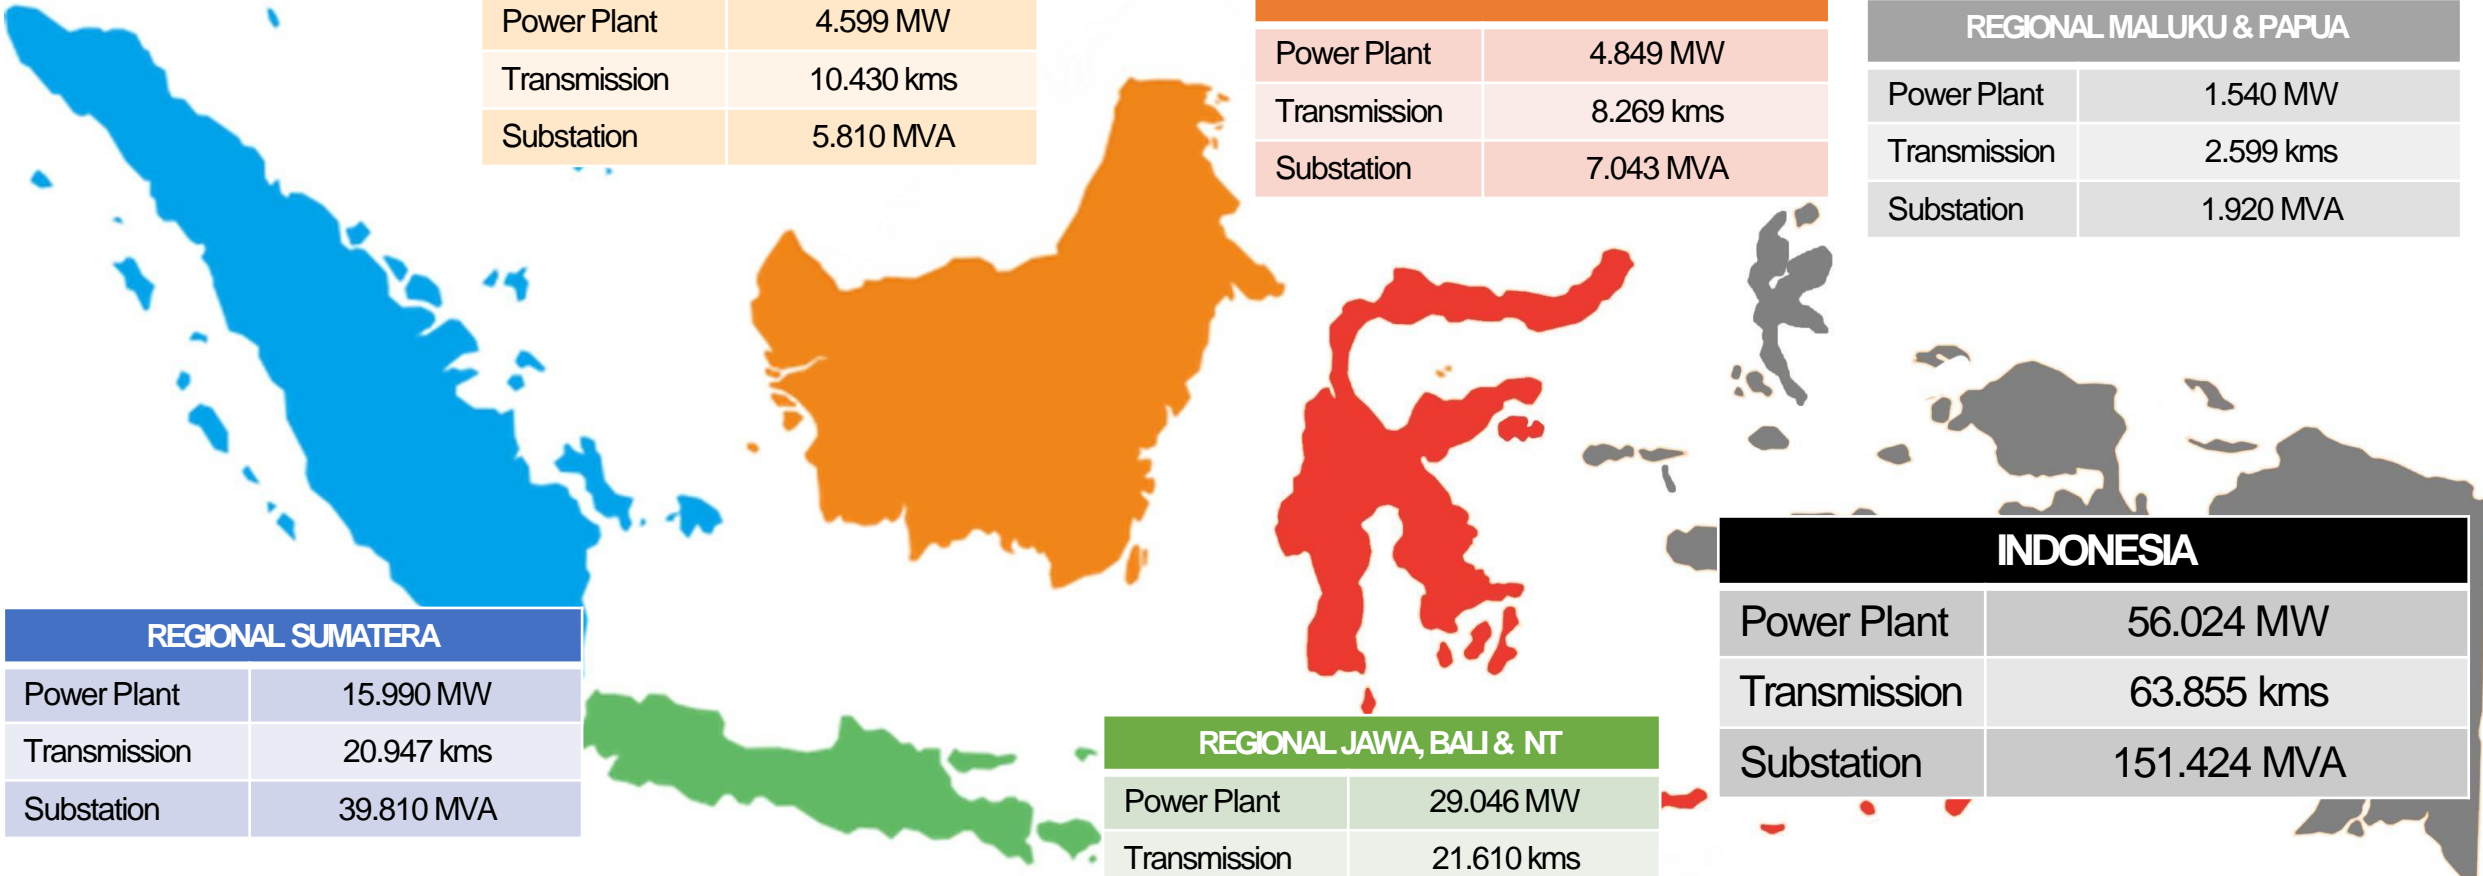 Power Plant 4.599 MW
Transmission 10.430 kms
Substation 5.810 MVA
Power Plant 4.849 MW
Transmission 8.269 kms
Substation 7.043 MVA
REGIONAL MALUKU & PAPUA
Power Plant 1.540 MW
Transmission 2.599 kms
Substation 1.920 MVA
REGIONAL SUMATERA
Power Plant 15.990 MW
Transmission 20.947 kms
Substation 39.810 MVA
REGIONAL JAWA, BALI & NT
Power Plant 29.046 MW
Transmission 21.610 kms
INDONESIA
Power Plant 56.024 MW
Transmission 63.855 kms
Substation 151.424 MVA